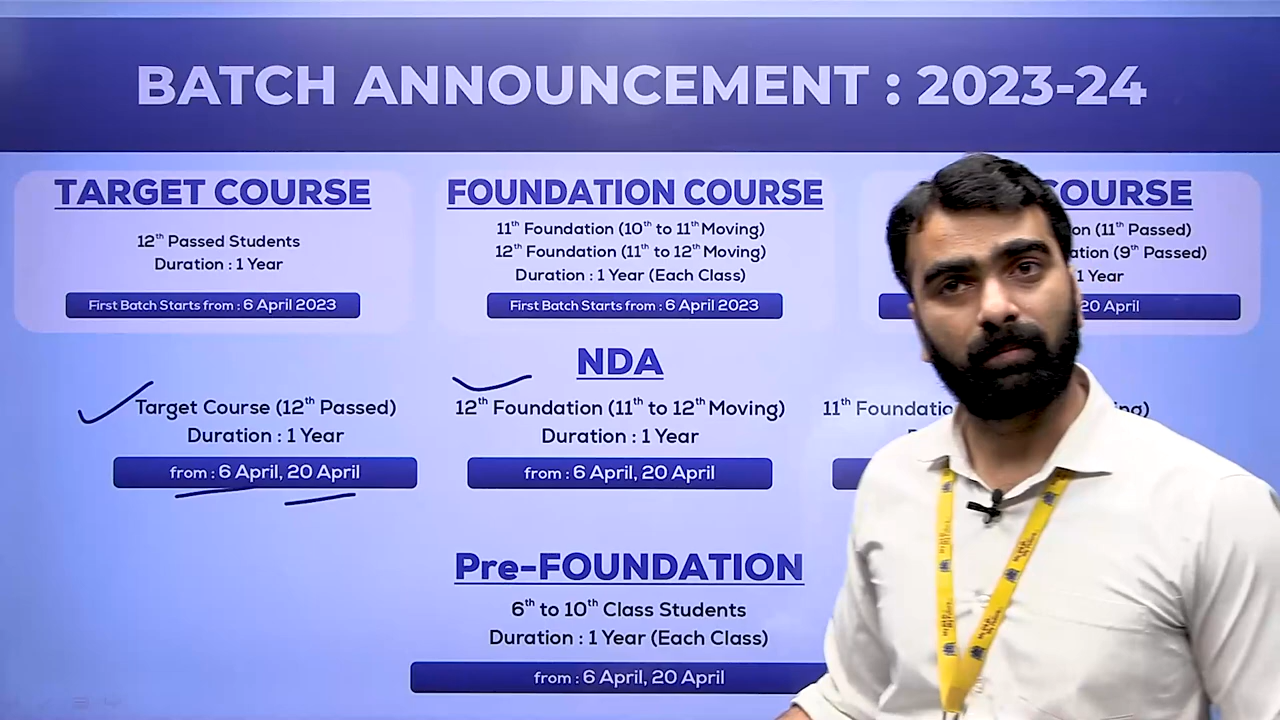 BATCH ANNOUNCEMENT : 2023-24
TARGET COURSE
12th Passed Students
Duration : 1 Year
First Batch Starts from : 6 April 2023
FOUNDATION COURSE
11th Foundation (10th to 11th Moving)
12th Foundation (11th to 12th Moving)
Duration : 1 Year (Each Class)
First Batch Starts from : 6 April 2023
COURSE
(11th Passed)
(9th Passed)
1 Year
20 April
NDA
Target Course (12th Passed)
Duration : 1 Year
from : 6 April, 20 April
12th Foundation (11th to 12th Moving)
Duration : 1 Year
from : 6 April, 20 April
11th
Pre-FOUNDATION
6th to 10th Class Students
Duration : 1 Year (Each Class)
from : 6 April, 20 April